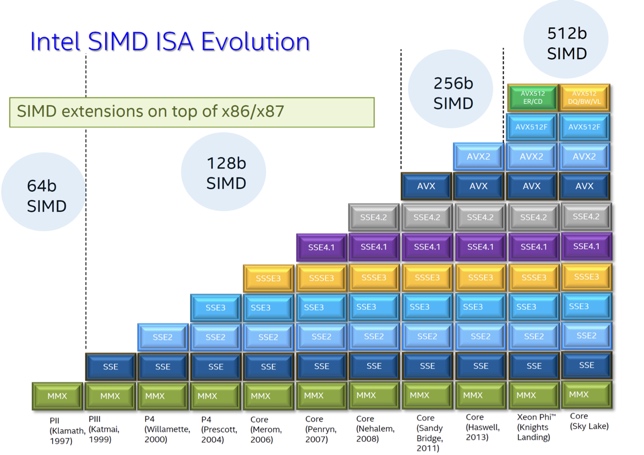 Intel SIMD ISA Evolution
SIMD extensions on top of x86/x87
64b
SIMD
128b
SIMD
256b
SIMD
512b
SIMD
AVX512
ER/CD
AVX512
DQ/BW/VL
AVX512F
AVX512F
AVX2
AVX2
AVX2
AVX
AVX
AVX
AVX
SSE4.2
SSE4.2
SSE4.2
SSE4.2
SSE4.2
SSE4.1
SSE4.1
SSE4.1
SSE4.1
SSE4.1
SSE4.1
SSSE3
SSSE3
SSSE3
SSSE3
SSSE3
SSSE3
SSSE3
SSE3
SSE3
SSE3
SSE3
SSE3
SSE3
SSE3
SSE3
SSE2
SSE2
SSE2
SSE2
SSE2
SSE2
SSE2
SSE2
SSE2
SSE
SSE
SSE
SSE
SSE
SSE
SSE
SSE
SSE
SSE
MMX
MMX
MMX
MMX
MMX
MMX
MMX
MMX
MMX
MMX
MMX
PII
(Klamath,
1997)
PIII
(Katmai,
1999)
P4
(Willamette,
2000)
P4
(Prescott,
2004)
Core
(Merom,
2006)
Core
(Penryn,
2007)
Core
(Nehalem,
2008)
Core
(Sandy
Bridge,
2011)
Core
(Haswell,
2013)
Xeon Phi™
(Knights
Landing)
Core
(Sky Lake)